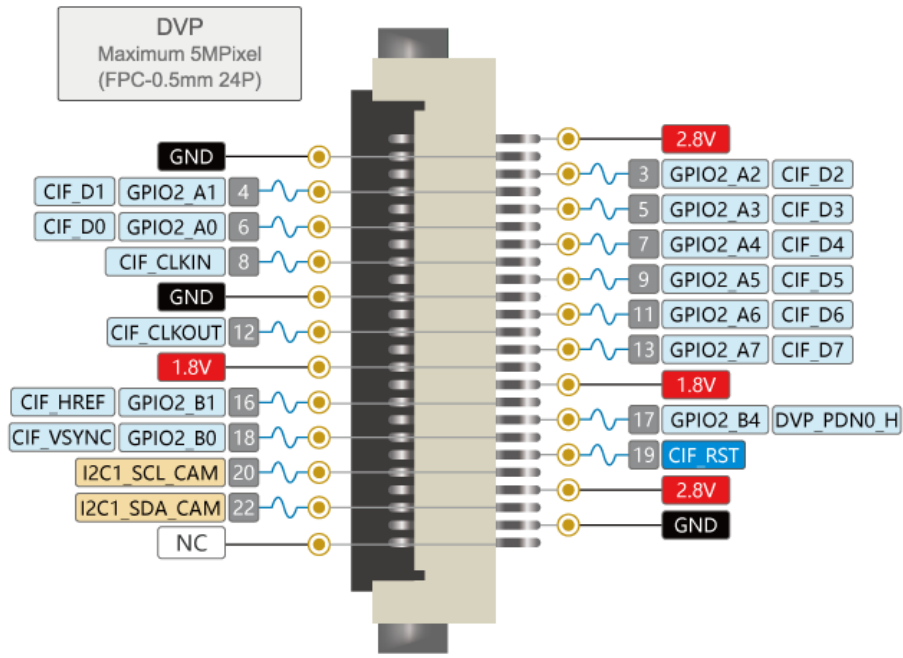 DVP
Maximum 5MPixel
(FPC-0.5mm 24P)
GND
CIF_D1 GPIO2_A1 4
CIF_D0 GPIO2_A0 6
CIF_CLKIN 8
GND
CIF_CLKOUT 12
1.8V
CIF_HREF GPIO2_B1 16
CIF_VSYNC GPIO2_B0 18
I2C1_SCL_CAM 20
I2C1_SDA_CAM 22
NC
2.8V
3 GPIO2_A2 CIF_D2
5 GPIO2_A3 CIF_D3
7 GPIO2_A4 CIF_D4
9 GPIO2_A5 CIF_D5
11 GPIO2_A6 CIF_D6
13 GPIO2_A7 CIF_D7
1.8V
17 GPIO2_B4 DVP_PDN0_H
19 CIF_RST
2.8V
GND